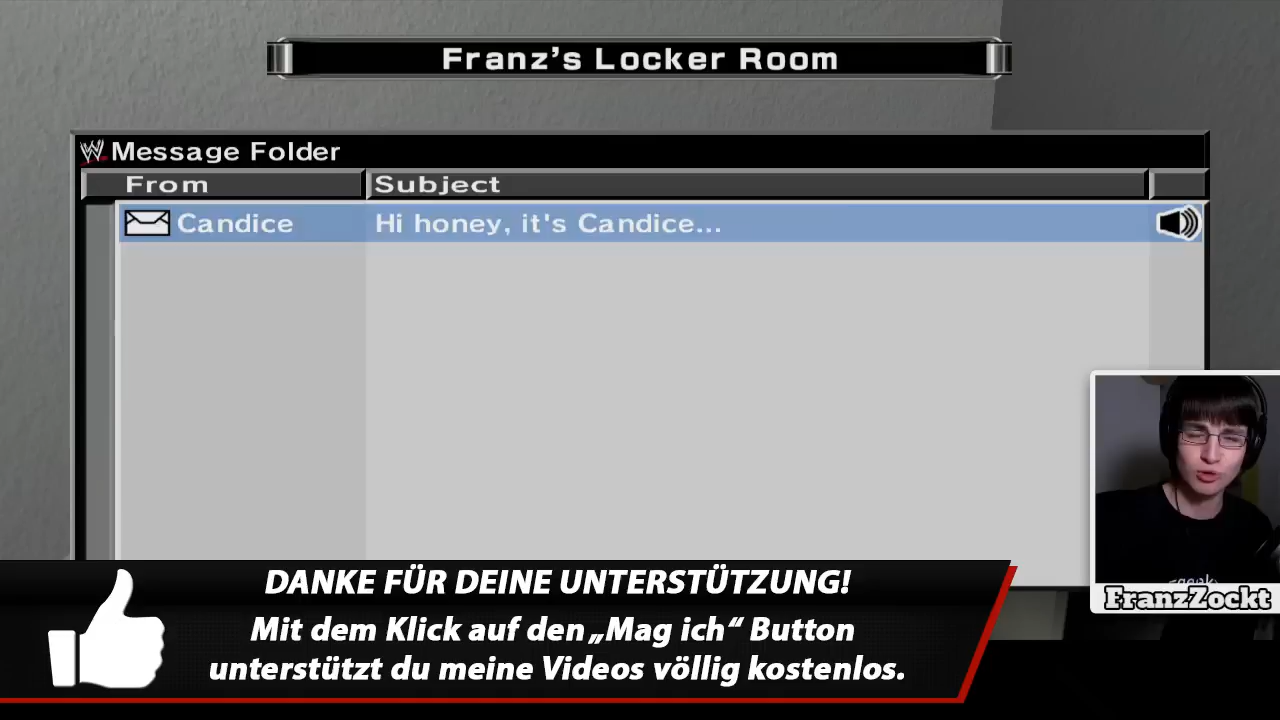 Franz's Locker Room
W Message Folder
From Subject
Candice Hi honey, it's Candice...
FranzZockt
DANKE FÜR DEINE UNTERSTÜTZUNG!
Mit dem Klick auf den „Mag ich“ Button
unterstützt du meine Videos völlig kostenlos.